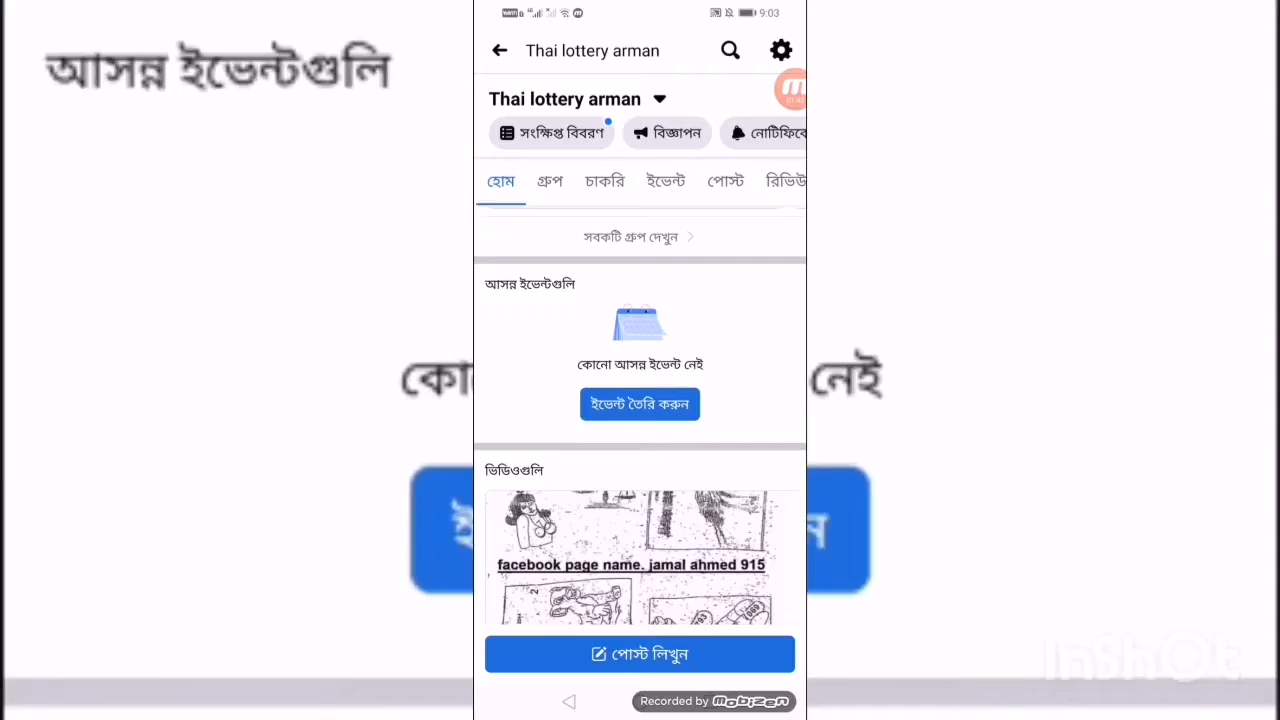 9:03
Thai lottery arman
Thai lottery arman
সংক্ষিপ্ত বিবরণ
বিজ্ঞাপন
নোটিফিকে
হোম গ্রুপ চাকরি ইভেন্ট পোস্ট রিভিউ
সবকটি গ্রুপ দেখুন
আসন্ন ইভেন্টগুলি
আসন্ন ইভেন্টগুলি
কোনো আসন্ন ইভেন্ট নেই
নেই
ইভেন্ট তৈরি করুন
ভিডিওগুলি
facebook page name. jamal ahmed 915
পোস্ট লিখুন
Recorded by mobizen
InShOt